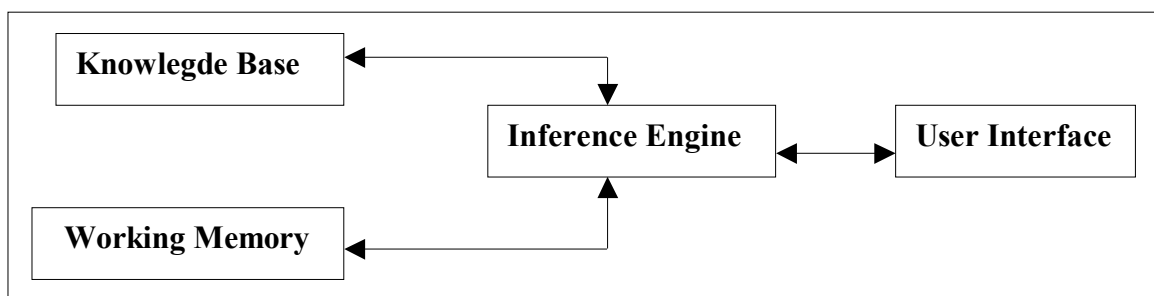 Knowlegde Base
Inference Engine
User Interface
Working Memory